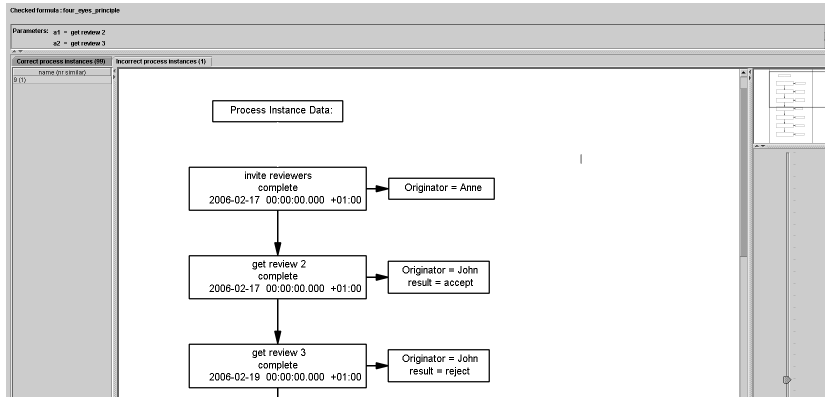 Checked formula : four_eyes_principle
Parameters: a1 = get review 2
a2 = get review 3
Correct process instances (99) Incorrect process instances (1)
name (nr similar)
9 (1)
Process Instance Data:
invite reviewers
complete
2006-02-17 00:00:00.000 +01:00
Originator = Anne
get review 2
complete
2006-02-17 00:00:00.000 +01:00
Originator = John
result = accept
get review 3
complete
2006-02-19 00:00:00.000 +01:00
Originator = John
result = reject